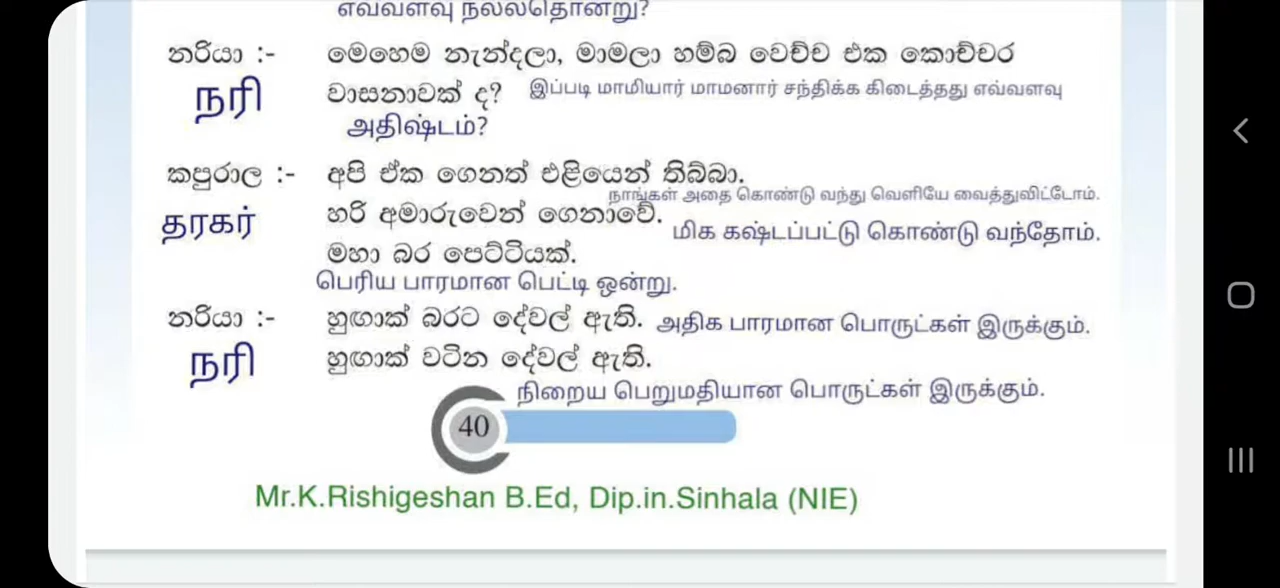 எவ்வளவு நல்லதொன்று?
නරියා :- මෙහෙම නැන්දලා, මාමලා හම්බ වෙච්ච එක කොච්චර
நரி වාසනාවක් ද? இப்படி மாமியார் மாமனார் சந்திக்க கிடைத்தது எவ்வளவு
அதிஷ்டம்?
කපුරාල :- අපි ඒක ගෙනත් එළියෙන් තිබ්බා.
நாங்கள் அதை கொண்டு வந்து வெளியே வைத்துவிட்டோம்.
தரகர் හරි අමාරුවෙන් ගෙනාවේ. மிக கஷ்டப்பட்டு கொண்டு வந்தோம்.
මහා බර පෙට්ටියක්.
பெரிய பாரமான பெட்டி ஒன்று.
නරියා :- හුඟාක් බරට දේවල් ඇති. அதிக பாரமான பொருட்கள் இருக்கும்.
நரி හුඟාක් වටින දේවල් ඇති.
நிறைய பெறுமதியான பொருட்கள் இருக்கும்.
40
Mr.K.Rishigeshan B.Ed, Dip.in.Sinhala (NIE)